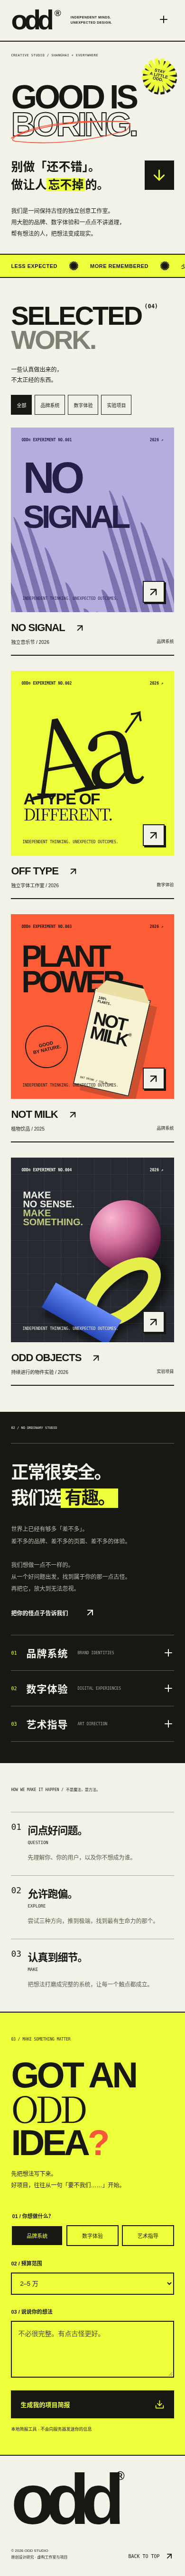 odd®
INDEPENDENT MINDS.
UNEXPECTED DESIGN.
CREATIVE STUDIO / SHANGHAI + EVERYWHERE
STAY
A LITTLE
ODD.
GOOD IS
BORING.
别做「还不错」。
做让人忘不掉的。
我们是一间保持古怪的独立创意工作室。
用大胆的品牌、数字体验和一点点不讲道理，
帮有想法的人，把想法变成现实。
LESS EXPECTED
MORE REMEMBERED
SELECTED
(04)
WORK.
一些认真做出来的，
不太正经的东西。
全部
品牌系统
数字体验
实验项目
ODD® EXPERIMENT NO.001
2026 ↗
NO
SIGNAL
INDEPENDENT THINKING. UNEXPECTED OUTCOMES.
NO SIGNAL
独立音乐节 / 2026
品牌系统
ODD® EXPERIMENT NO.002
2026 ↗
Aa
A TYPE OF
DIFFERENT.
INDEPENDENT THINKING. UNEXPECTED OUTCOMES.
OFF TYPE
独立字体工作室 / 2026
数字体验
ODD® EXPERIMENT NO.003
2026 ↗
PLANT
POWER
100%
PLANTS.
NOT
MILK
GOOD
BY NATURE.
INDEPENDENT THINKING. UNEXPECTED OUTCOMES.
NOT MILK
植物饮品 / 2025
品牌系统
ODD® EXPERIMENT NO.004
2026 ↗
MAKE
NO SENSE.
MAKE
SOMETHING.
INDEPENDENT THINKING. UNEXPECTED OUTCOMES.
ODD OBJECTS
持续进行的物件实验 / 2026
实验项目
02 / NO ORDINARY STUDIO
正常很安全。
我们选有趣。
世界上已经有够多「差不多」。
差不多的品牌、差不多的页面、差不多的体验。
我们想做一点不一样的。
从一个好问题出发，找到属于你的那一点古怪，
再把它，放大到无法忽视。
把你的怪点子告诉我们
01 品牌系统 BRAND IDENTITIES
02 数字体验 DIGITAL EXPERIENCES
03 艺术指导 ART DIRECTION
HOW WE MAKE IT HAPPEN / 不是魔法，是方法。
01 问点好问题。
QUESTION
先理解你、你的用户，以及你不想成为谁。
02 允许跑偏。
EXPLORE
尝试三种方向，推到极端，找到最有生命力的那个。
03 认真到细节。
MAKE
把想法打磨成完整的系统，让每一个触点都成立。
03 / MAKE SOMETHING MATTER
GOT AN
ODD
IDEA?
先把想法写下来。
好项目，往往从一句「要不我们……」开始。
01 / 你想做什么？
品牌系统
数字体验
艺术指导
02 / 预算范围
2–5 万
03 / 说说你的想法
不必很完整。有点古怪更好。
生成我的项目简报
本地简报工具 · 不会向服务器发送你的信息
odd®
© 2026 ODD STUDIO
BACK TO TOP